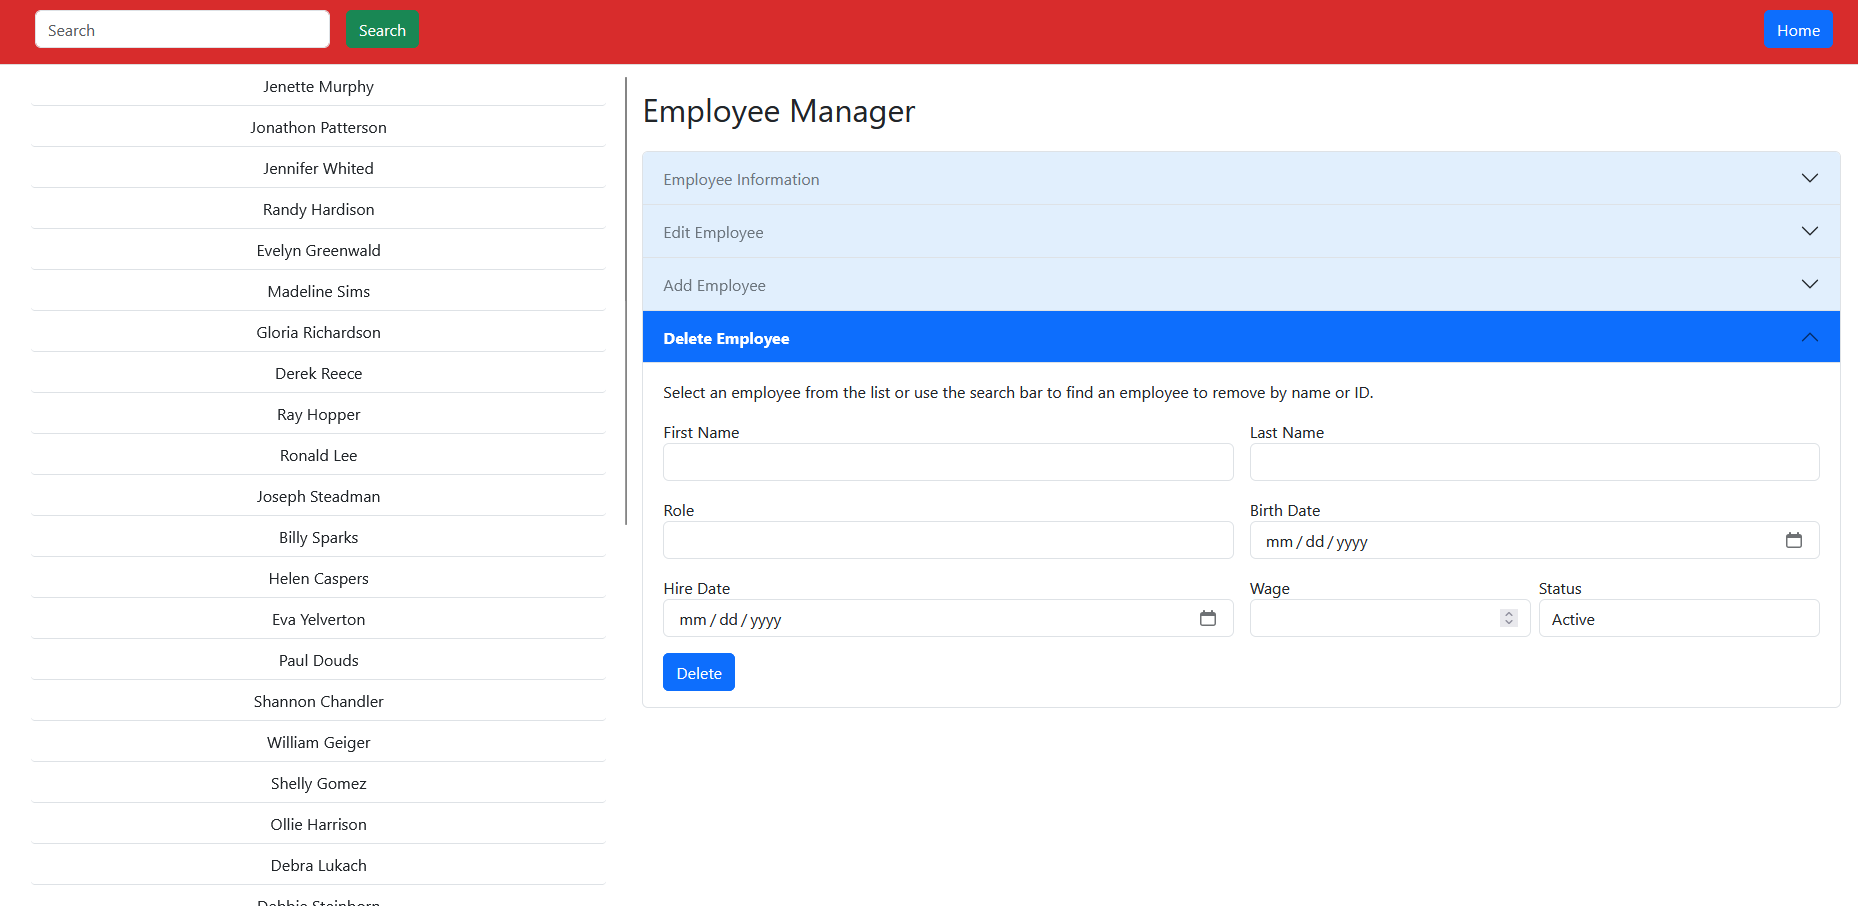 Search
Search
Home
Jenette Murphy
Jonathon Patterson
Jennifer Whited
Randy Hardison
Evelyn Greenwald
Madeline Sims
Gloria Richardson
Derek Reece
Ray Hopper
Ronald Lee
Joseph Steadman
Billy Sparks
Helen Caspers
Eva Yelverton
Paul Douds
Shannon Chandler
William Geiger
Shelly Gomez
Ollie Harrison
Debra Lukach
Employee Manager
Employee Information
Edit Employee
Add Employee
Delete Employee
Select an employee from the list or use the search bar to find an employee to remove by name or ID.
First Name
Last Name
Role
Birth Date
mm/dd/yyyy
Hire Date
Wage
Status
mm/dd/yyyy
Active
Delete